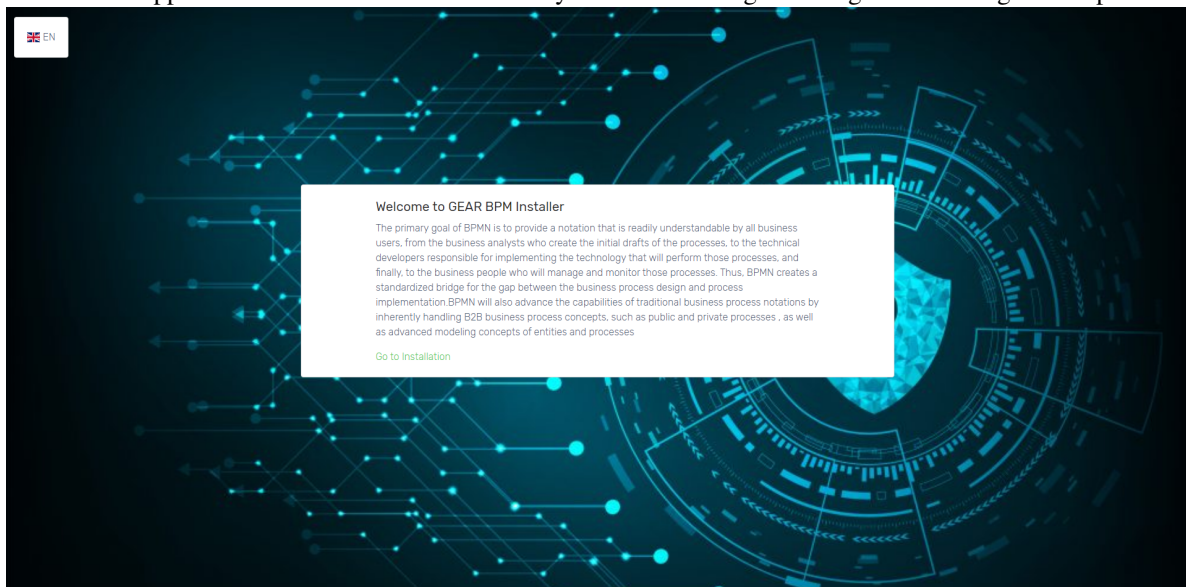 EN
Welcome to GEAR BPM Installer
The primary goal of BPMN is to provide a notation that is readily understandable by all business
users, from the business analysts who create the initial drafts of the processes, to the technical
developers responsible for implementing the technology that will perform those processes, and
finally, to the business people who will manage and monitor those processes. Thus, BPMN creates a
standardized bridge for the gap between the business process design and process
implementation.BPMN will also advance the capabilities of traditional business process notations by
inherently handling B2B business process concepts, such as public and private processes , as well
as advanced modeling concepts of entities and processes
Go to Installation